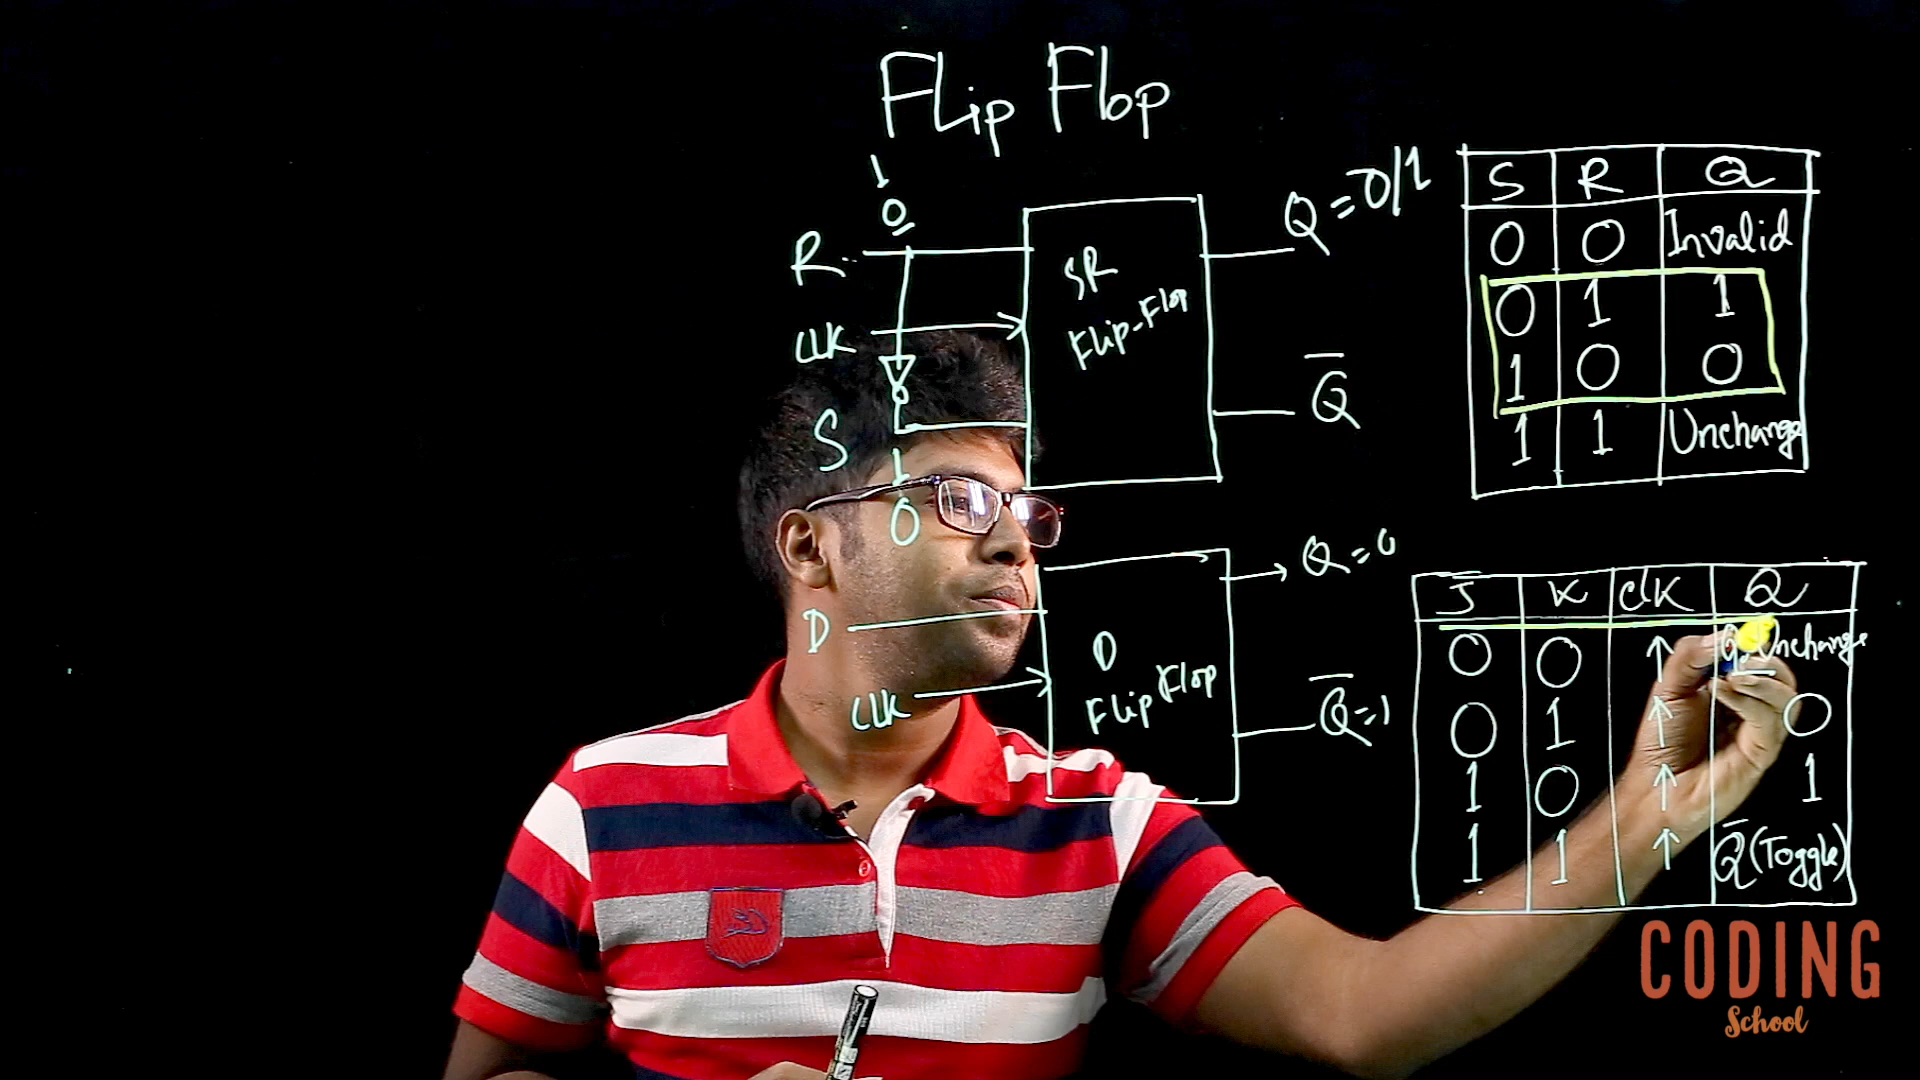 Flip Flop
1
0
R
CLK
S
1
0
SR
Flip-Flop
Q = 0/1
Q̅
S R Q
0 0 Invalid
0 1 1
1 0 0
1 1 Unchange
D
CLK
D
Flip Flop
Q = 0
Q̅ = 1
J K clk Q
0 0 ↑ Unchange
0 1 ↑ 0
1 0 ↑ 1
1 1 ↑ Q̅ (Toggle)
CODING
School